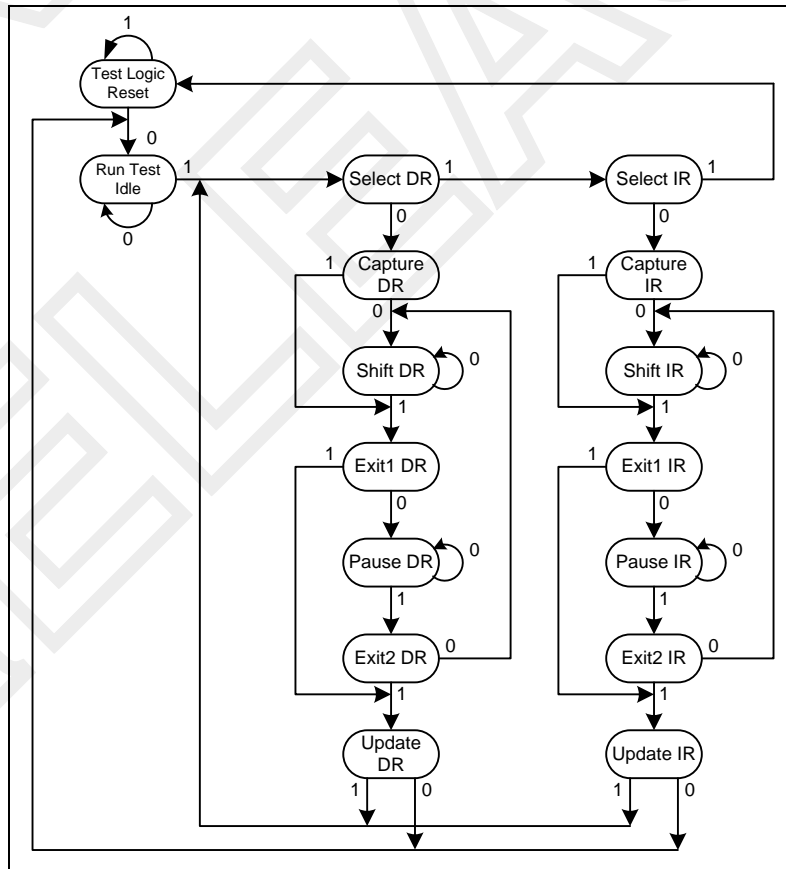 1
Test Logic
Reset
0
Run Test
Idle
1
0
Select DR
1
Select IR
1
0
0
1
Capture
DR
1
Capture
IR
0
0
Shift DR
0
Shift IR
0
1
1
1
Exit1 DR
1
Exit1 IR
0
0
Pause DR
0
Pause IR
0
1
1
Exit2 DR
0
Exit2 IR
0
1
1
Update
DR
Update IR
1
0
1
0